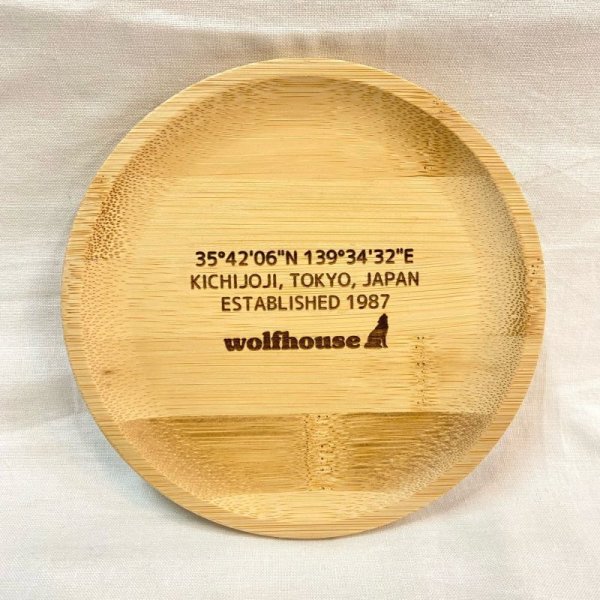 35°42'06"N 139°34'32"E
KICHIJOJI, TOKYO, JAPAN
ESTABLISHED 1987
wolfhouse